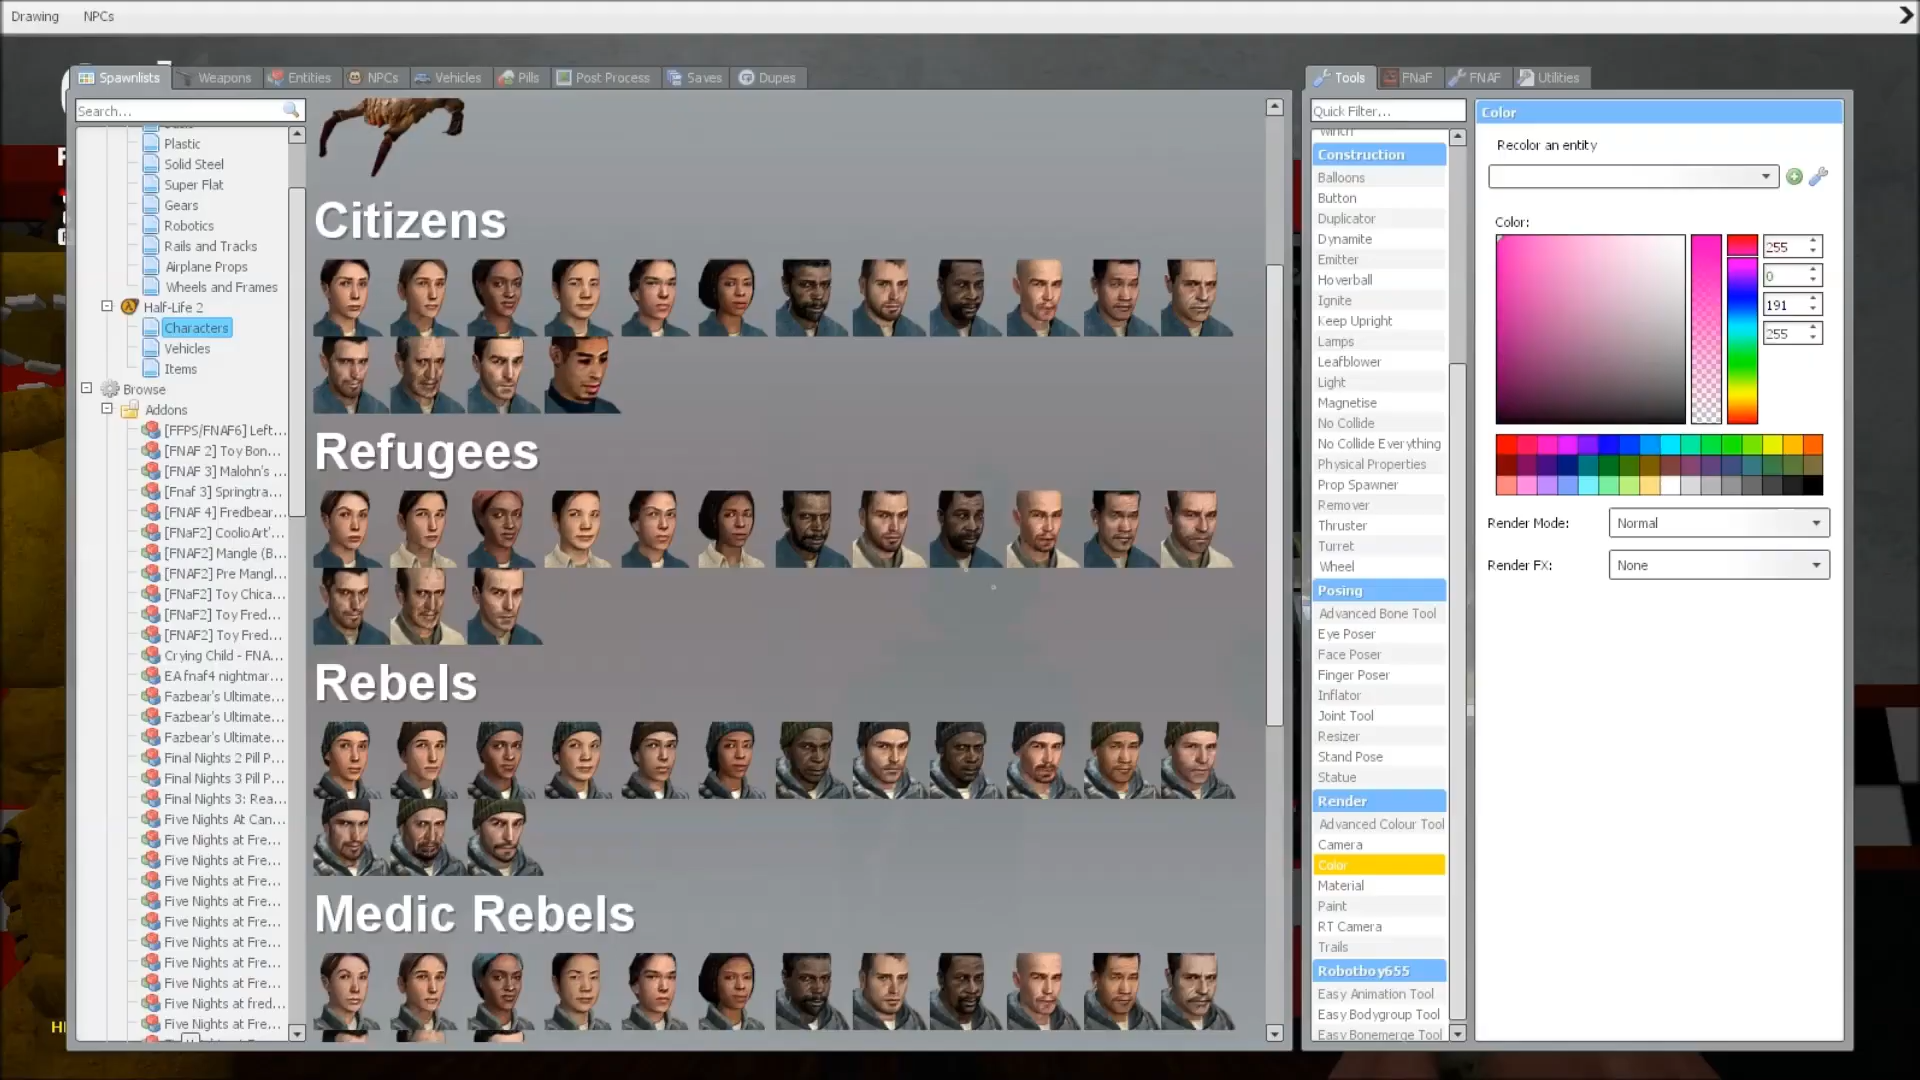 Drawing NPCs
Spawnlists Weapons Entities NPCs Vehicles Pills Post Process Saves Dupes
Search...
Plastic
Solid Steel
Super Flat
Gears
Robotics
Rails and Tracks
Airplane Props
Wheels and Frames
Half-Life 2
Characters
Vehicles
Items
Browse
Addons
[FFPS/FNAF6] Left...
[FNAF 2] Toy Bon...
[FNAF 3] Malohn's ...
[Fnaf 3] Springtra...
[FNAF 4] Fredbear...
[FNaF2] CoolioArt'...
[FNAF2] Mangle (B...
[FNAF2] Pre Mangl...
[FNaF2] Toy Chica...
[FNaF2] Toy Fred...
[FNAF2] Toy Fred...
Crying Child - FNA...
EA fnaf4 nightmar...
Fazbear's Ultimate...
Fazbear's Ultimate...
Fazbear's Ultimate...
Final Nights 2 Pill P...
Final Nights 3 Pill P...
Final Nights 3: Rea...
Five Nights At Can...
Five Nights at Fre...
Five Nights at Fre...
Five Nights at Fre...
Five Nights at Fre...
Five Nights at Fre...
Five Nights at Fre...
Five Nights at Fre...
Five Nights at Fre...
Five Nights at fred...
Five Nights at Fre...
Citizens
Refugees
Rebels
Medic Rebels
Tools FNaF FNAF Utilities
Quick Filter...
Winch
Construction
Balloons
Button
Duplicator
Dynamite
Emitter
Hoverball
Ignite
Keep Upright
Lamps
Leafblower
Light
Magnetise
No Collide
No Collide Everything
Physical Properties
Prop Spawner
Remover
Thruster
Turret
Wheel
Posing
Advanced Bone Tool
Eye Poser
Face Poser
Finger Poser
Inflator
Joint Tool
Resizer
Stand Pose
Statue
Render
Advanced Colour Tool
Camera
Color
Material
Paint
RT Camera
Trails
Robotboy655
Easy Animation Tool
Easy Bodygroup Tool
Easy Bonemerge Tool
Color
Recolor an entity
Color:
255
0
191
255
Render Mode: Normal
Render FX: None